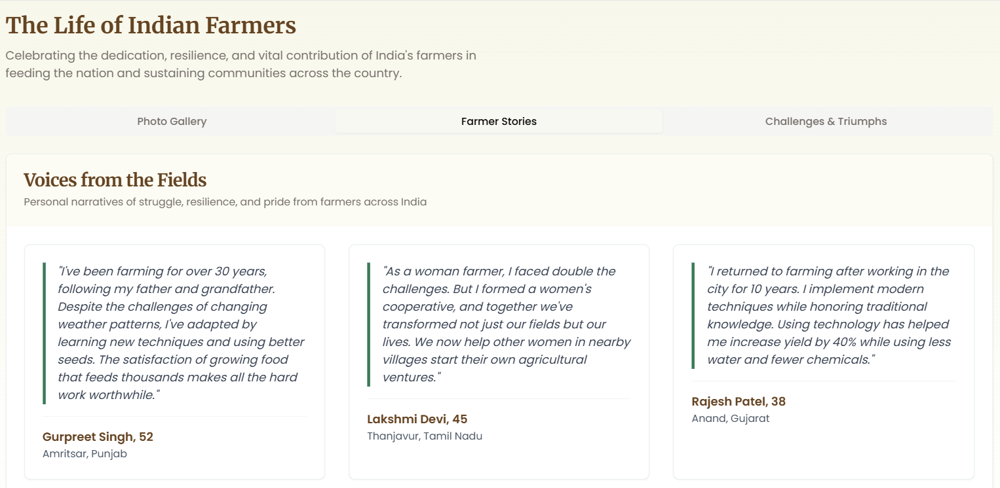 The Life of Indian Farmers
Celebrating the dedication, resilience, and vital contribution of India's farmers in
feeding the nation and sustaining communities across the country.
Photo Gallery
Farmer Stories
Challenges & Triumphs
Voices from the Fields
Personal narratives of struggle, resilience, and pride from farmers across India
"I've been farming for over 30 years,
following my father and grandfather.
Despite the challenges of changing
weather patterns, I've adapted by
learning new techniques and using better
seeds. The satisfaction of growing food
that feeds thousands makes all the hard
work worthwhile."
Gurpreet Singh, 52
Amritsar, Punjab
"As a woman farmer, I faced double the
challenges. But I formed a women's
cooperative, and together we've
transformed not just our fields but our
lives. We now help other women in nearby
villages start their own agricultural
ventures."
Lakshmi Devi, 45
Thanjavur, Tamil Nadu
"I returned to farming after working in the
city for 10 years. I implement modern
techniques while honoring traditional
knowledge. Using technology has helped
me increase yield by 40% while using less
water and fewer chemicals."
Rajesh Patel, 38
Anand, Gujarat